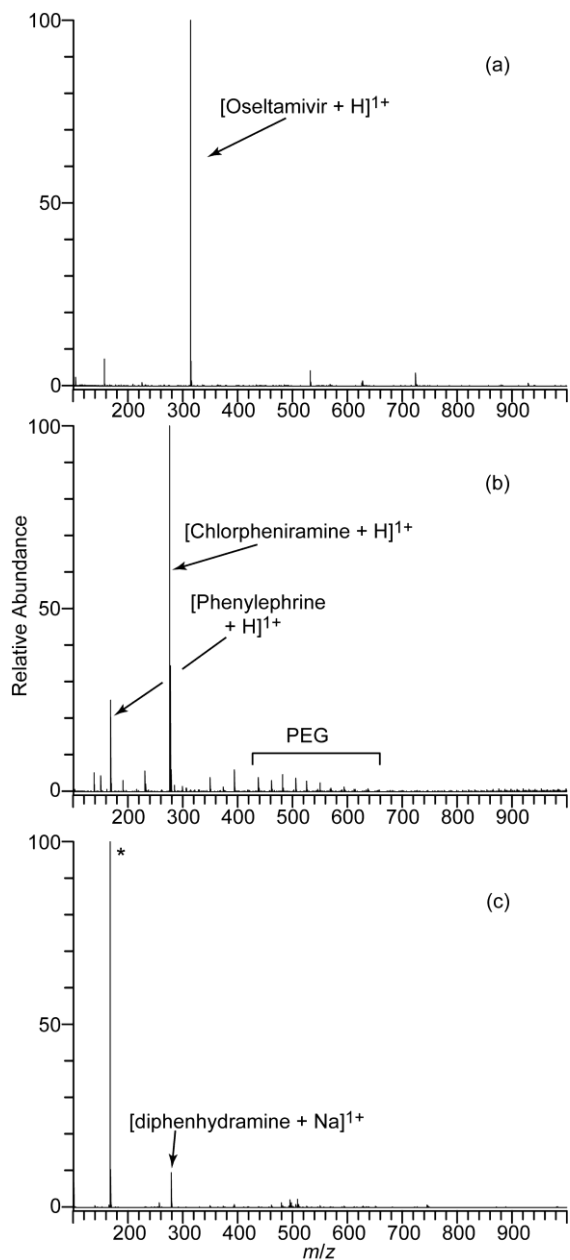 100
50
0
(a)
[Oseltamivir + H]1+
200 300 400 500 600 700 800 900
Relative Abundance
100
50
0
(b)
[Chlorpheniramine + H]1+
[Phenylephrine
+ H]1+
PEG
200 300 400 500 600 700 800 900
100
50
0
*
(c)
[diphenhydramine + Na]1+
200 300 400 500 600 700 800 900
m/z